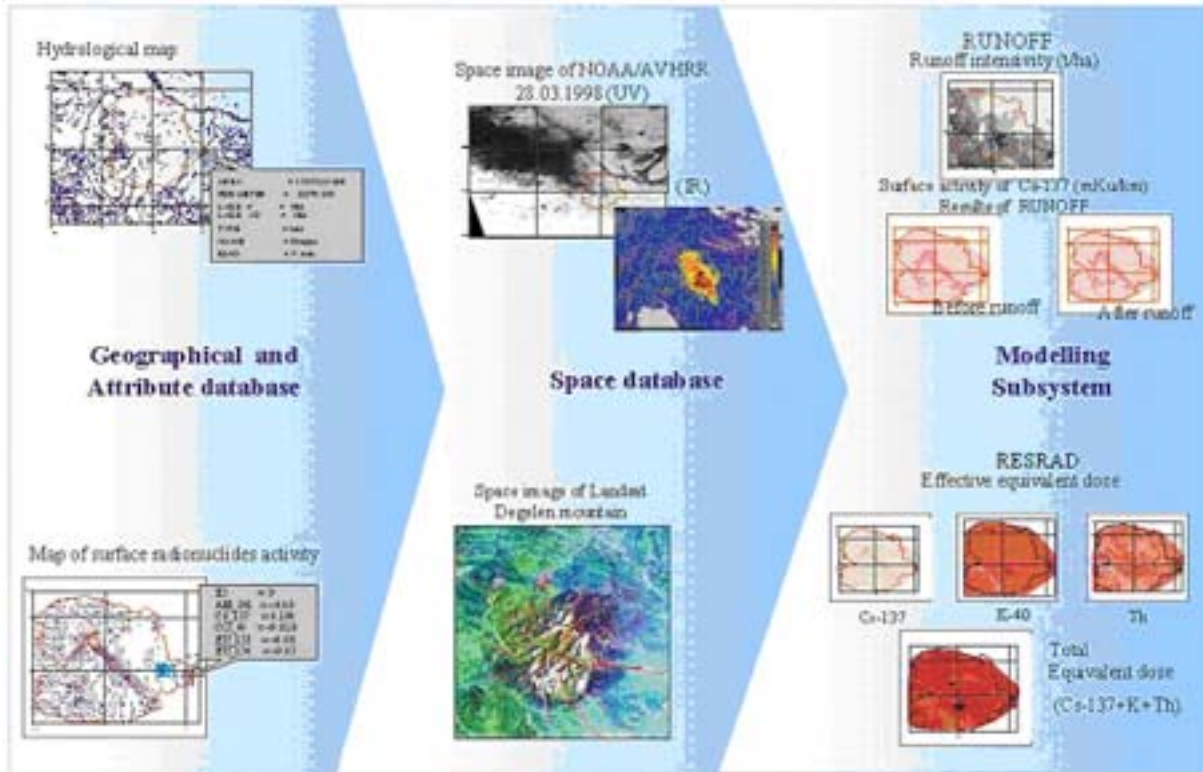 Hydrological map
Geographical and
Attribute database
Map of surface radionuclides activity
Space image of NOAA/AVHRR
28.03.1998 (UV)
(IR)
Space database
Space image of Landsat
Degelen mountain
RUNOFF
Runoff intensivity (t/ha)
Surface activity of Cs-137 (mKu/km)
Results of RUNOFF
Before runoff
After runoff
Modelling
Subsystem
RESRAD
Effective equivalent dose
Cs-137
K-40
Th
Total
Equivalent dose
(Cs-137+K+Th)